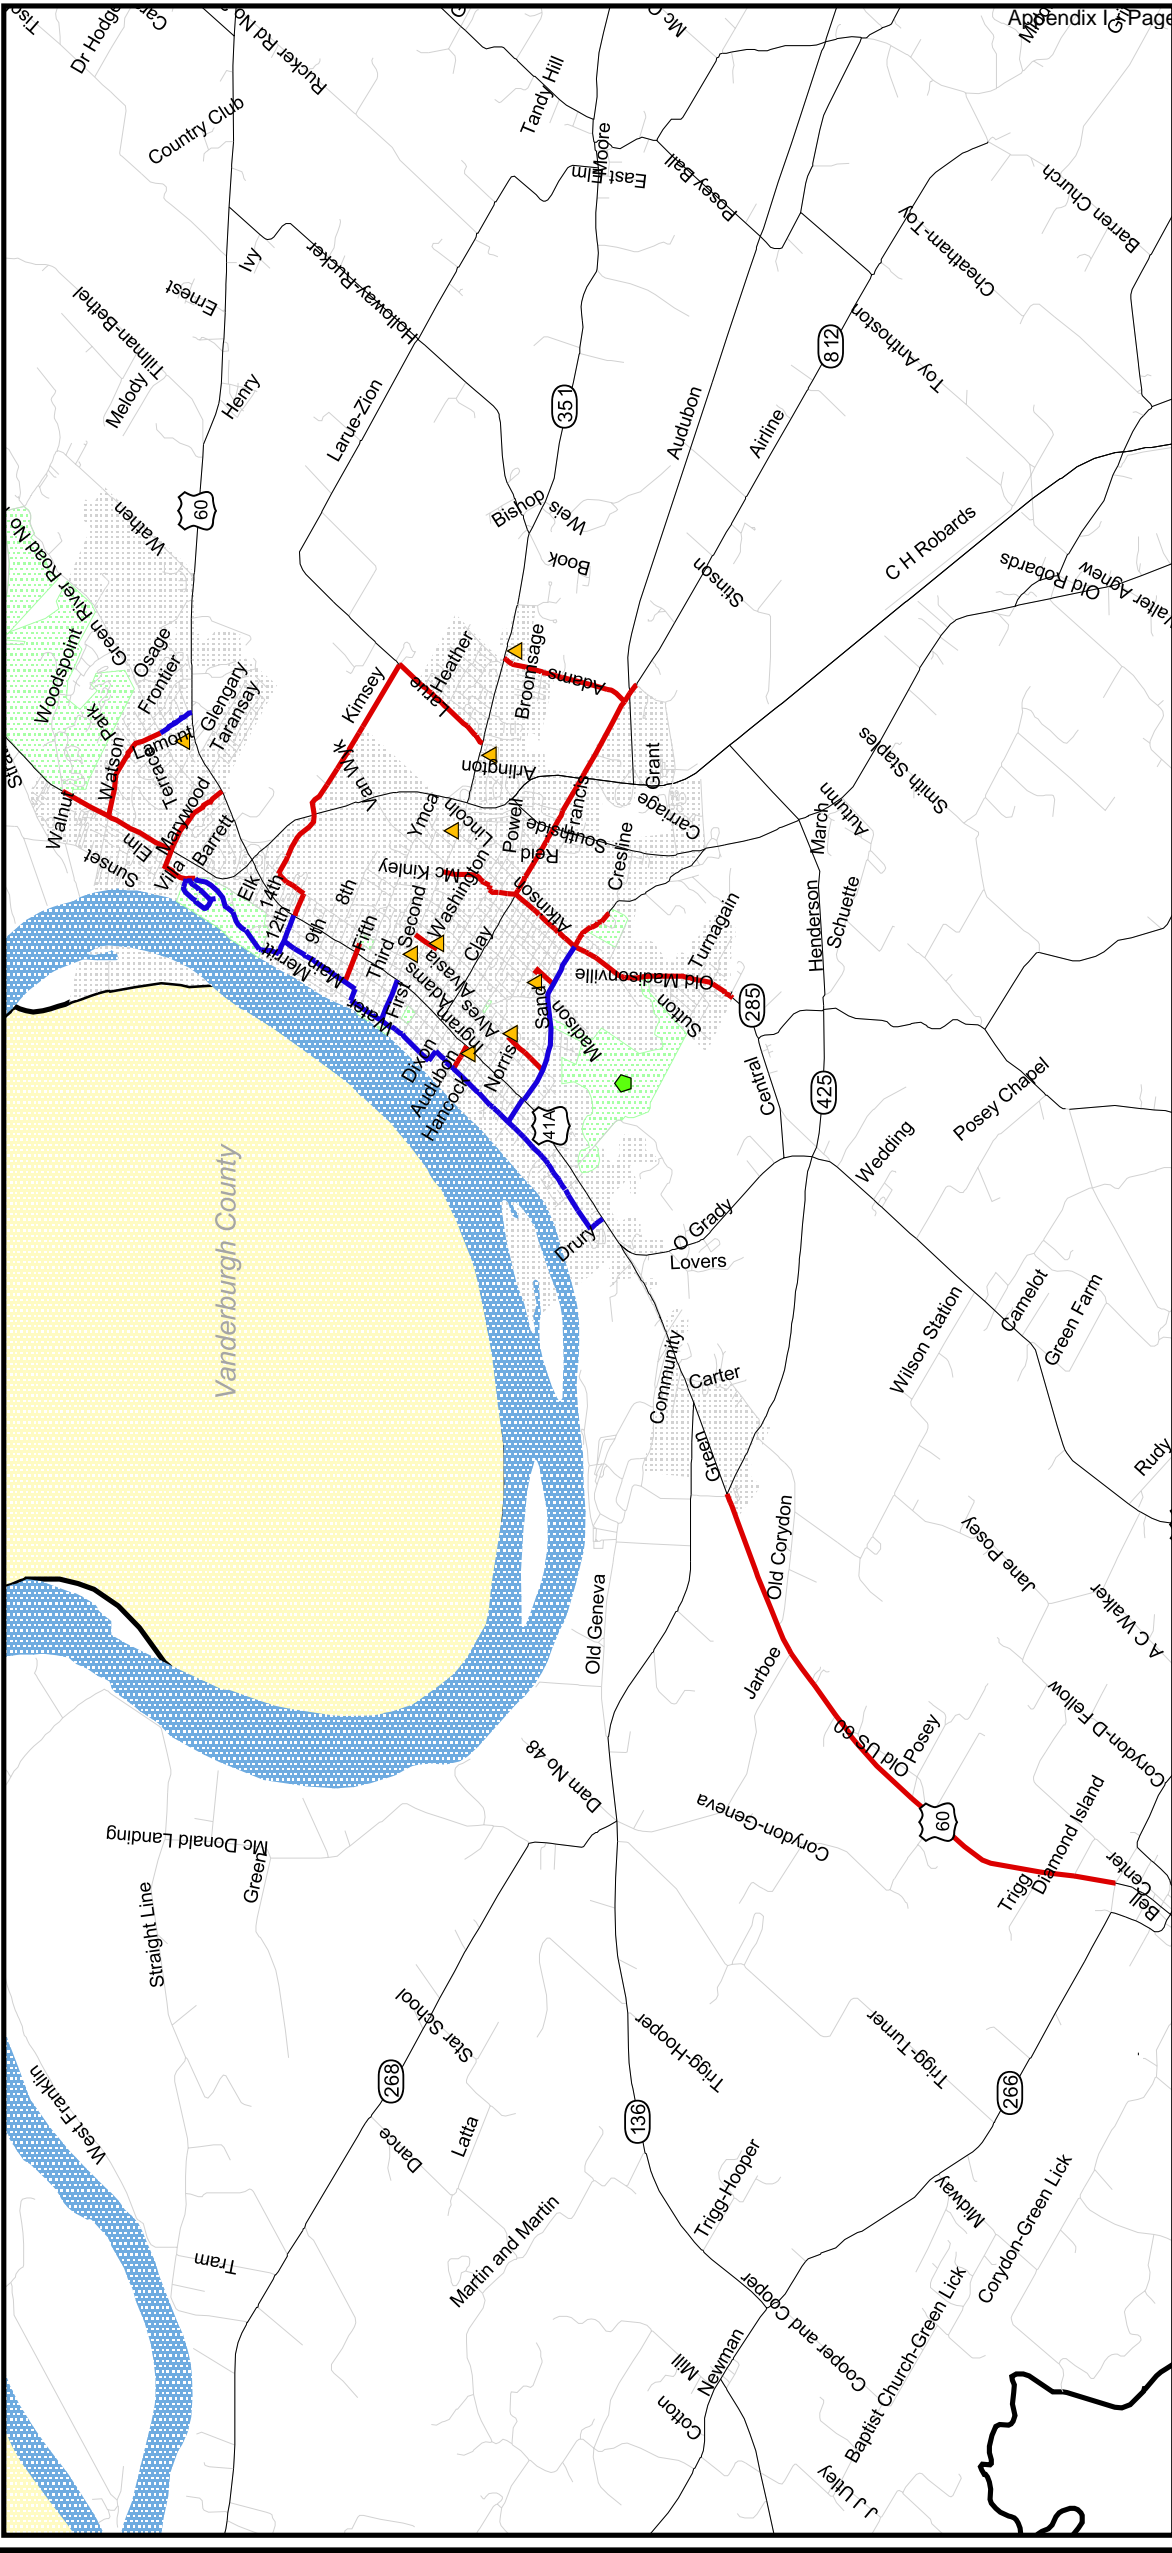 Appendix I - Page
Dr Hodge
Rucker Rd No
Country Club
Tandy Hill
Moore
East Elm
Posey Ball
Barren Church
Cheatham-Toy
Ivy
Holloway-Rucker
Ernest
Tillman-Bethel
Melody
Henry
Larue-Zion
351
812
Toy Anthoston
Audubon
Airline
60
Wathen
Bishop
Weis
Book
Stinson
C H Robards
Old Robards
Green River Road No
Woodspoint
Osage
Frontier
Park
Glengary
Taransay
Kimsey
Heather
Larue
Broomsage
Adams
Lamont
Watson
Terrace
Walnut
Marywood
Elm
Sunset
Barrett
Villa
Van Wyk
Arlington
Ymca
Lincoln
Powell
Francis
Southside
Grant
Carriage
Reid
Cresline
Smith Staples
Autumn
March
Elk
14th
12th
8th
9th
Mc Kinley
Washington
Second
Atkinson
Fifth
Third
Clay
Merritt
Main
Water
First
Adams
Alvasia
Alves
Ingram
Turnagain
Henderson
Schuette
Old Madisonville
Sand
Madison
Sutton
285
Dixon
Audubon
Hancock
Norris
41A
Central
425
Posey Chapel
Wedding
Vanderburgh County
Drury
O Grady
Lovers
Camelot
Green Farm
Wilson Station
Community
Carter
Green
Rudy
Old Corydon
Jane Posey
A C Walker
Old Geneva
Jarboe
Old US 60
Posey
Corydon-D Fellow
Dam No 48
Corydon-Geneva
60
Diamond Island
Trigg
Center
Bell
Mc Donald Landing
Green
Straight Line
Star School
268
Trigg-Hooper
Trigg-Turner
266
136
West Franklin
Dance
Latta
Trigg-Hooper
Midway
Corydon-Green Lick
Tram
Martin and Martin
Cooper and Cooper
Newman
Mill
Cotton
Baptist Church-Green Lick
J J Utley